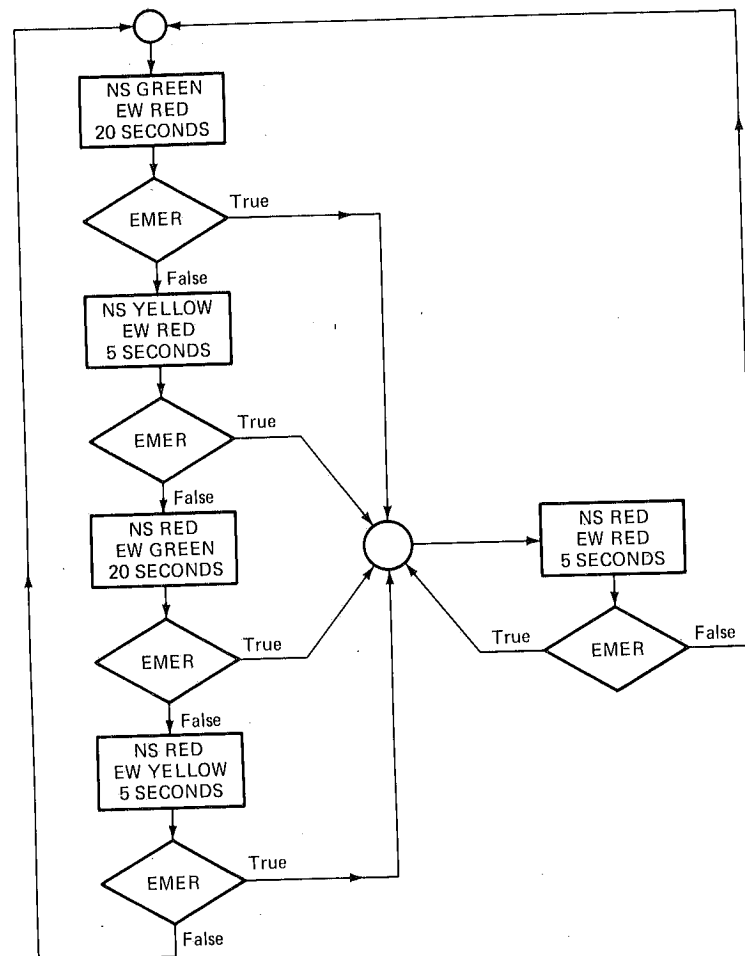 NS GREEN
EW RED
20 SECONDS
EMER
True
False
NS YELLOW
EW RED
5 SECONDS
EMER
True
False
NS RED
EW GREEN
20 SECONDS
NS RED
EW RED
5 SECONDS
EMER
True
True
EMER
False
False
NS RED
EW YELLOW
5 SECONDS
EMER
True
False